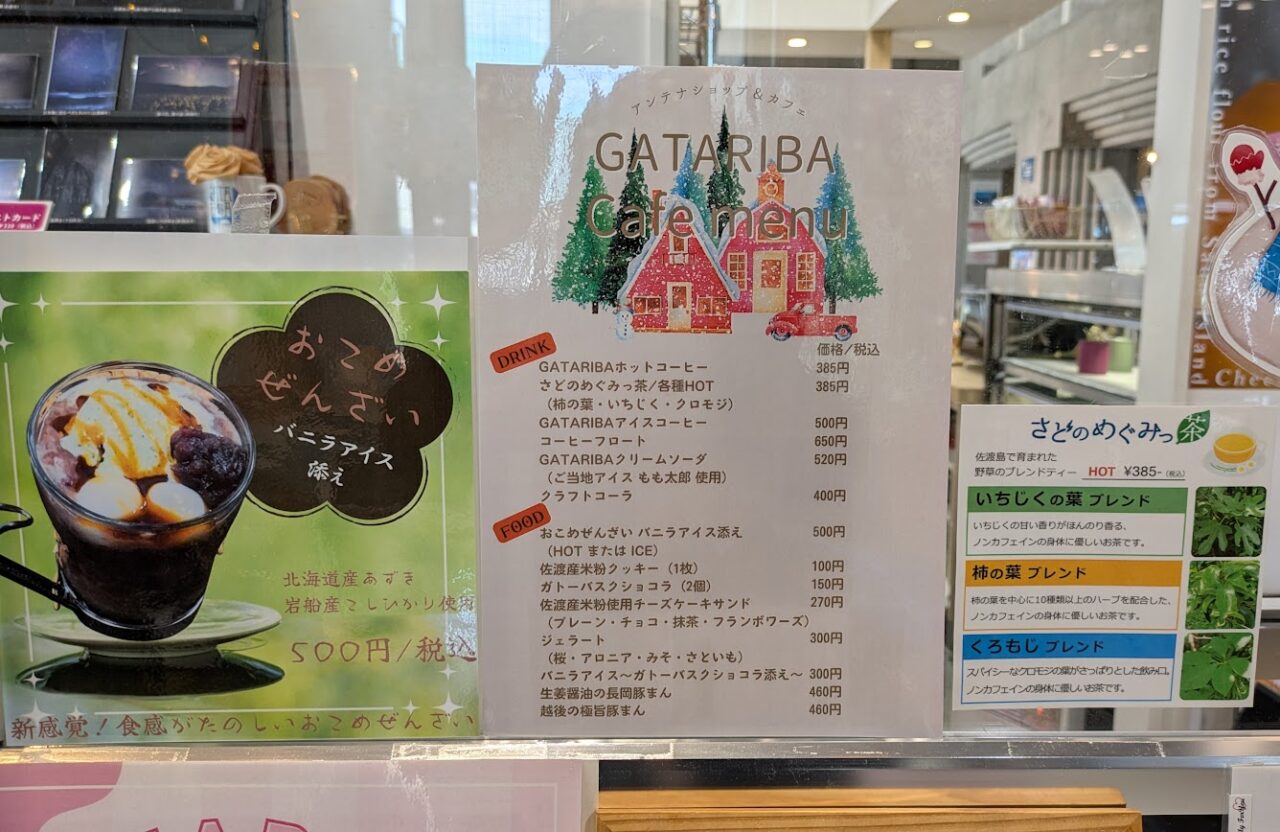 ストカード
おこめ
ぜんざい
バニラアイス
添え
北海道産あずき
岩船産こしひかり使用
500円/税込
新感覚！食感がたのしいおこめぜんざい
アンテナショップ＆カフェ
GATARIBA
Cafe menu
DRINK
価格/税込
GATARIBAホットコーヒー 385円
さどのめぐみっ茶/各種HOT 385円
（柿の葉・いちじく・クロモジ）
GATARIBAアイスコーヒー 500円
コーヒーフロート 650円
GATARIBAクリームソーダ 520円
（ご当地アイス もも太郎 使用）
クラフトコーラ 400円
FOOD
おこめぜんざい バニラアイス添え 500円
（HOT または ICE）
佐渡産米粉クッキー（1枚） 100円
ガトーバスクショコラ（2個） 150円
佐渡産米粉使用チーズケーキサンド 270円
（プレーン・チョコ・抹茶・フランボワーズ）
ジェラート 300円
（桜・アロニア・みそ・さといも）
バニラアイス～ガトーバスクショコラ添え～ 300円
生姜醤油の長岡豚まん 460円
越後の極旨豚まん 460円
さどのめぐみっ茶
佐渡島で育まれた
野草のブレンドティー HOT ¥385-（税込）
いちじくの葉 ブレンド
いちじくの甘い香りがほんのり香る、
ノンカフェインの身体に優しいお茶です。
柿の葉 ブレンド
柿の葉を中心に10種類以上のハーブを配合した、
ノンカフェインの身体に優しいお茶です。
くろもじ ブレンド
スパイシーなクロモジの葉がさっぱりとした飲み口。
ノンカフェインの身体に優しいお茶です。
rice flour from Sa
land
Chee